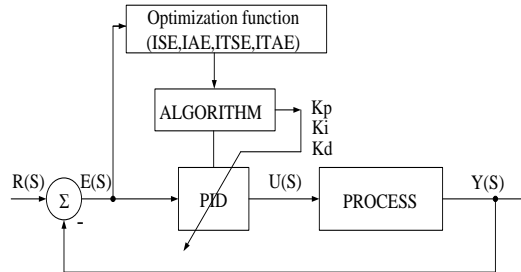 Optimization function
(ISE,IAE,ITSE,ITAE)
ALGORITHM
Kp
Ki
Kd
R(S)
E(S)
Σ
-
PID
U(S)
PROCESS
Y(S)